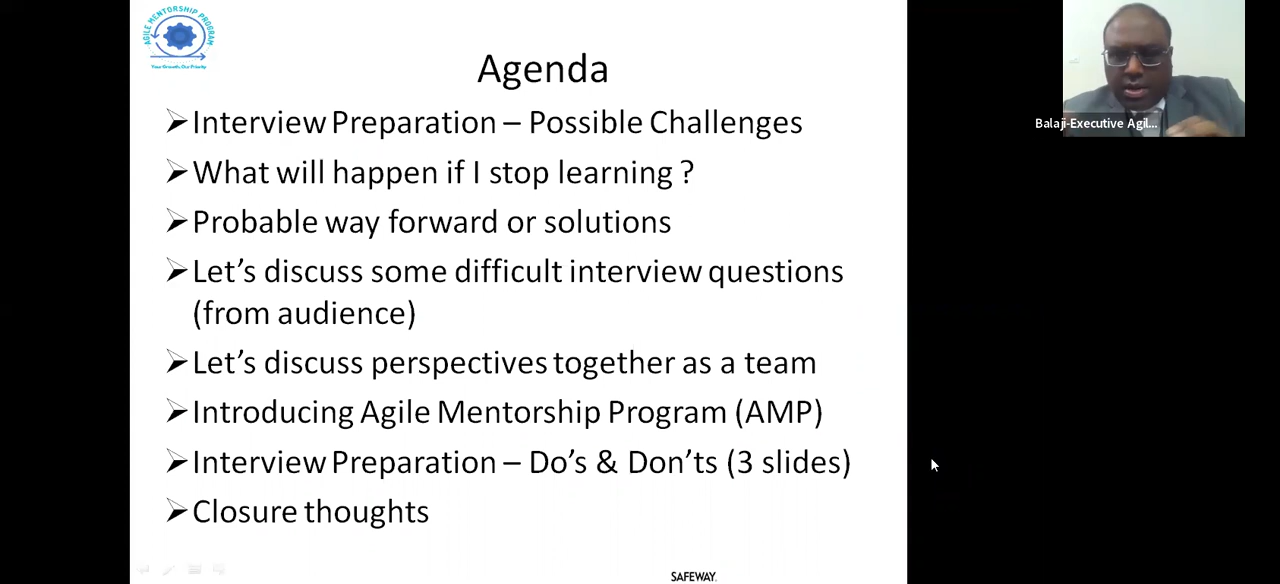 AGILE MENTORSHIP PROGRAM
Your Growth, Our Priority
Agenda
Interview Preparation – Possible Challenges
What will happen if I stop learning ?
Probable way forward or solutions
Let’s discuss some difficult interview questions
(from audience)
Let’s discuss perspectives together as a team
Introducing Agile Mentorship Program (AMP)
Interview Preparation – Do’s & Don’ts (3 slides)
Closure thoughts
SAFEWAY.
Balaji-Executive Agil...